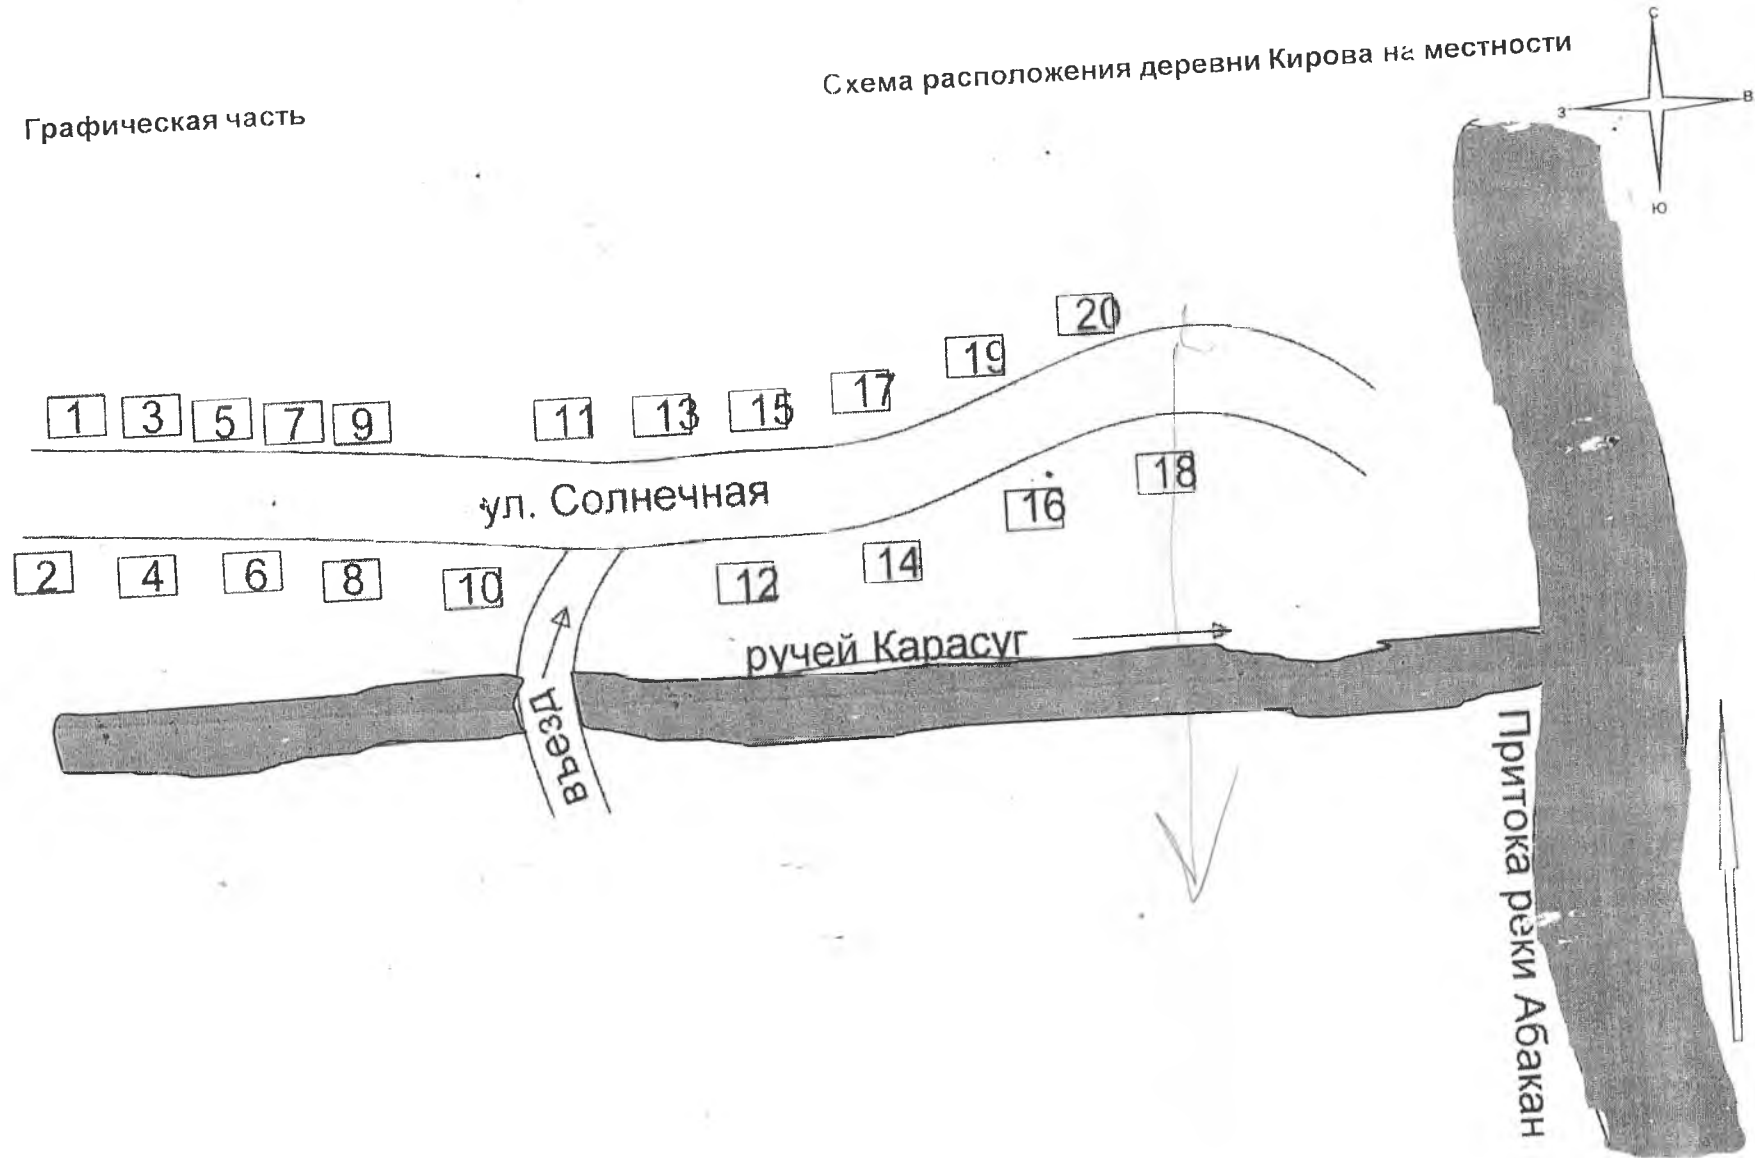 Схема расположения деревни Кирова на местности
Графическая часть
С
З
В
Ю
20
19
17
1
3
5
7
9
11
13
15
ул. Солнечная
18
16
2
4
6
8
10
12
14
ручей Карасуг
въезд
Притока реки Абакан